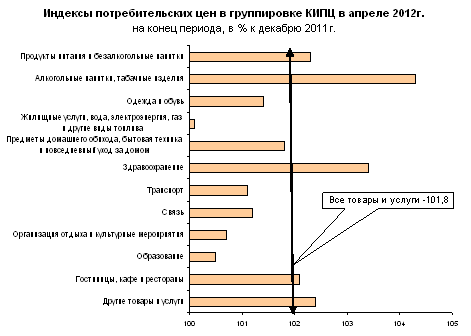 Индексы потребительских цен в группировке КИПЦ в апреле 2012г.
на конец периода, в % к декабрю 2011 г.
Продукты питания и безалкогольные напитки
Алкогольные напитки, табачные изделия
Одежда и обувь
Жилищные услуги, вода, электроэнергия, газ
и другие виды топлива
Предметы домашнего обихода, бытовая техника
и повседневный уход за домом
Здравоохранение
Транспорт
Все товары и услуги -101,8
Связь
Организация отдыха и культурные мероприятия
Образование
Гостиницы, кафе и рестораны
Другие товары и услуги
100 101 102 103 104 105